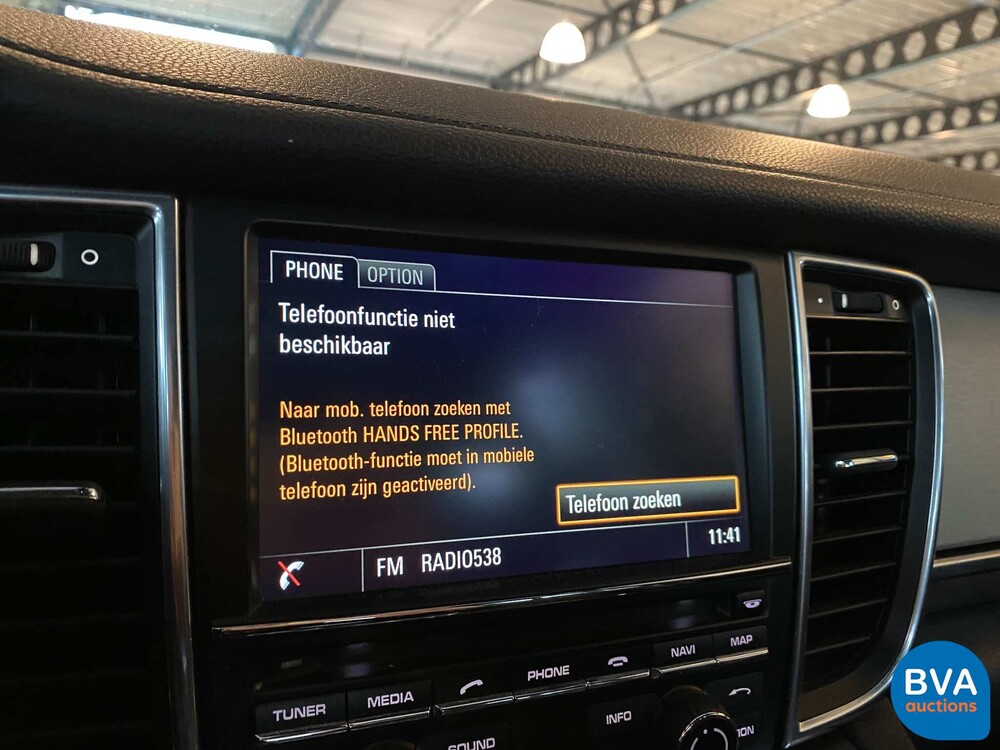 PHONE OPTION
Telefoonfunctie niet
beschikbaar
Naar mob. telefoon zoeken met
Bluetooth HANDS FREE PROFILE.
(Bluetooth-functie moet in mobiele
telefoon zijn geactiveerd).
Telefoon zoeken
FM RADIO538 11:41
TUNER MEDIA PHONE NAVI MAP
SOUND INFO
BVA
auctions